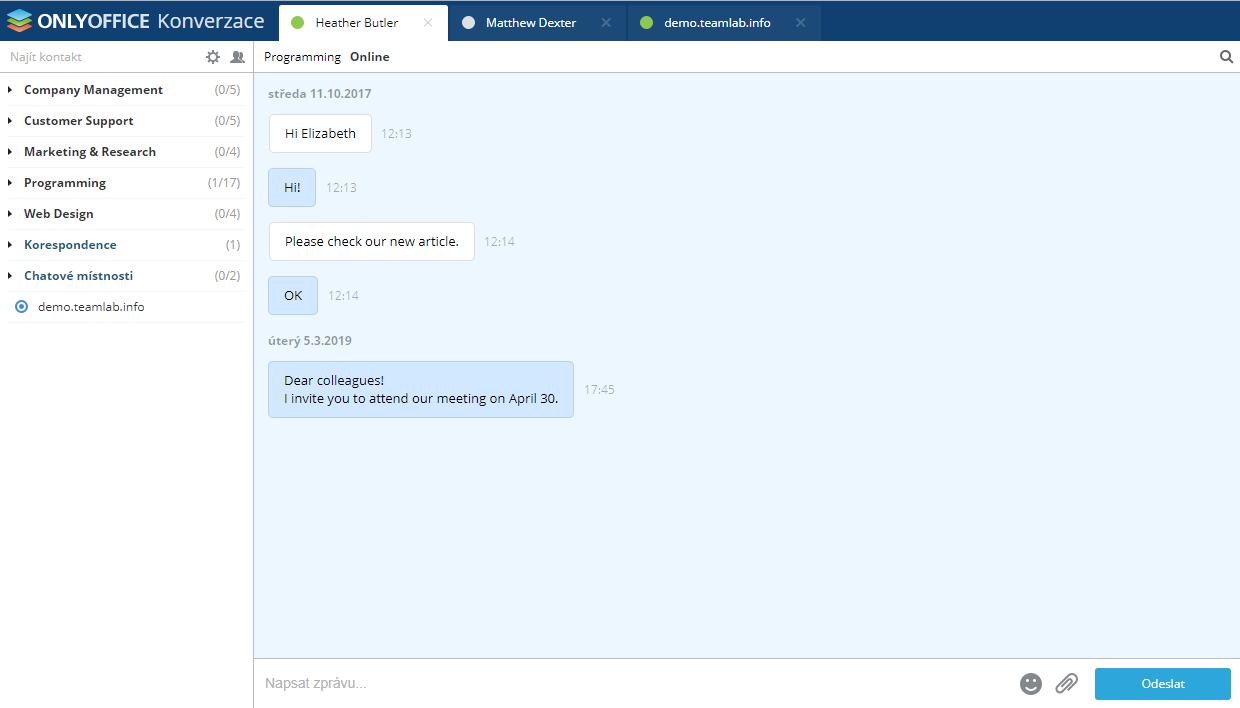 ONLYOFFICE Konverzace
Heather Butler
Matthew Dexter
demo.teamlab.info
Najít kontakt
Programming Online
Company Management (0/5)
Customer Support (0/5)
Marketing & Research (0/4)
Programming (1/17)
Web Design (0/4)
Korespondence (1)
Chatové místnosti (0/2)
demo.teamlab.info
středa 11.10.2017
Hi Elizabeth 12:13
Hi! 12:13
Please check our new article. 12:14
OK 12:14
úterý 5.3.2019
Dear colleagues!
I invite you to attend our meeting on April 30. 17:45
Napsat zprávu...
Odeslat